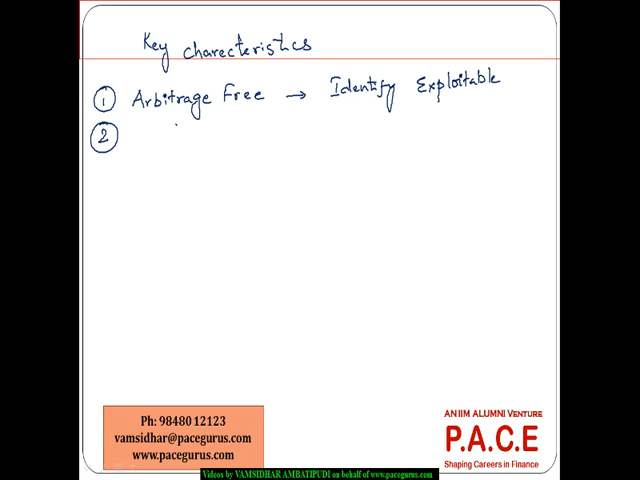 Key charecteristics
① Arbitrage Free → Identify Exploitable
②
Ph: 98480 12123
vamsidhar@pacegurus.com
www.pacegurus.com
AN IIM ALUMNI VENTURE
P.A.C.E
Shaping Careers in Finance
Videos by VAMSIDHAR AMBATIPUDI on behalf of www.pacegurus.com